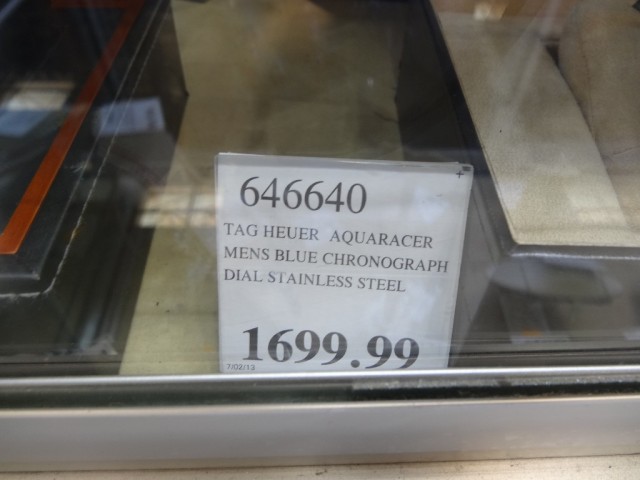 646640
TAG HEUER AQUARACER
MENS BLUE CHRONOGRAPH
DIAL STAINLESS STEEL
1699.99
7/02/13